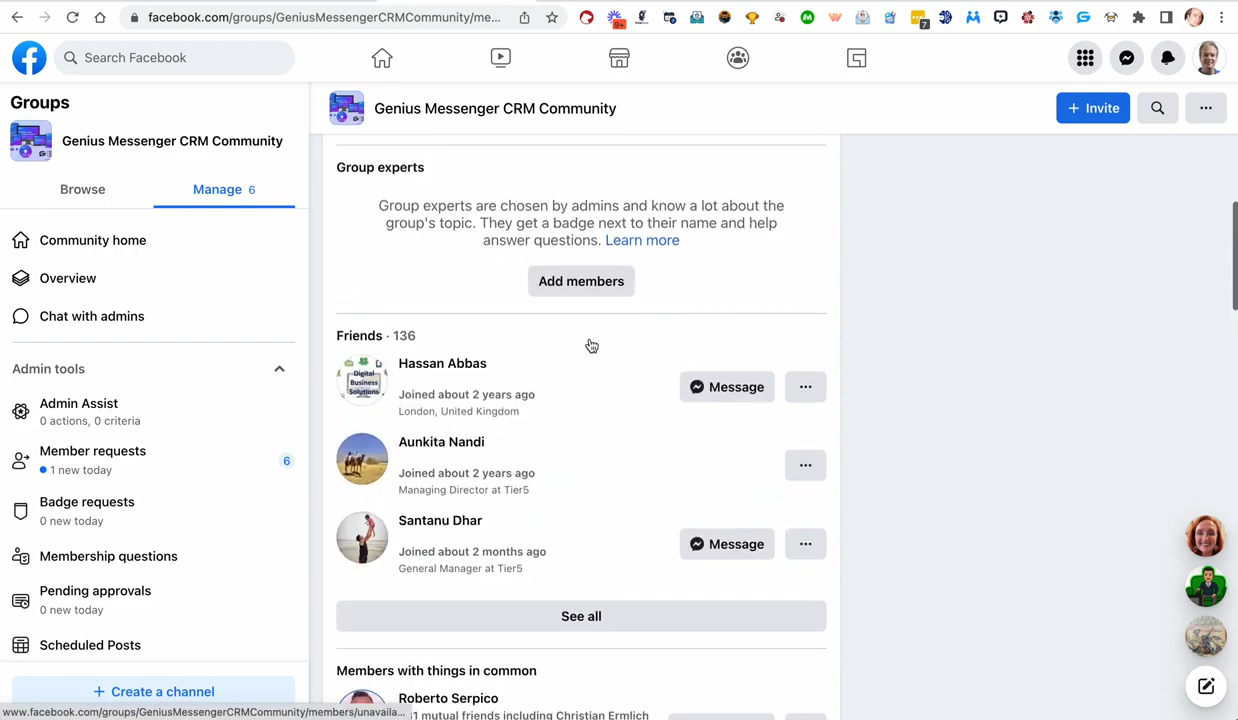 facebook.com/groups/GeniusMessengerCRMCommunity/me...
9+
7
Search Facebook
Groups
Genius Messenger CRM Community
Browse
Manage 6
Community home
Overview
Chat with admins
Admin tools
Admin Assist
0 actions, 0 criteria
Member requests
1 new today
6
Badge requests
0 new today
Membership questions
Pending approvals
0 new today
Scheduled Posts
+ Create a channel
www.facebook.com/groups/GeniusMessengerCRMCommunity/members/unavaila...
Genius Messenger CRM Community
+ Invite
Group experts
Group experts are chosen by admins and know a lot about the
group's topic. They get a badge next to their name and help
answer questions. Learn more
Add members
Friends · 136
Digital
Business
Solutions
Hassan Abbas
Joined about 2 years ago
London, United Kingdom
Message
Aunkita Nandi
Joined about 2 years ago
Managing Director at Tier5
Santanu Dhar
Joined about 2 months ago
General Manager at Tier5
Message
See all
Members with things in common
Roberto Serpico
1 mutual friends including Christian Ermlich